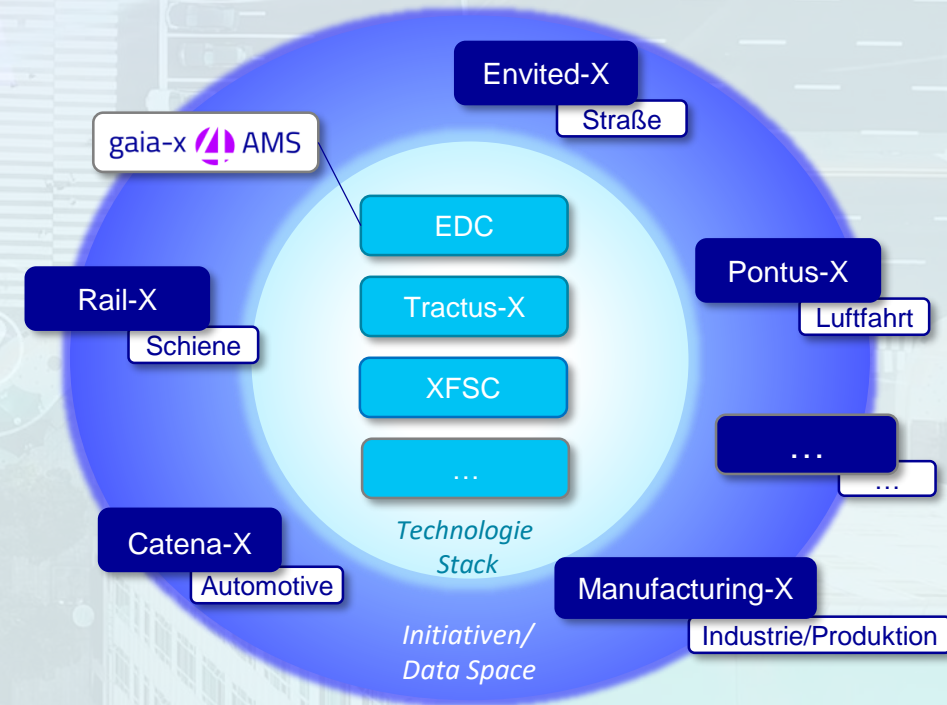 Envited-X
Straße
gaia-x 4 AMS
EDC
Pontus-X
Luftfahrt
Rail-X
Schiene
Tractus-X
XFSC
...
...
...
Technologie
Stack
Catena-X
Automotive
Manufacturing-X
Industrie/Produktion
Initiativen/
Data Space